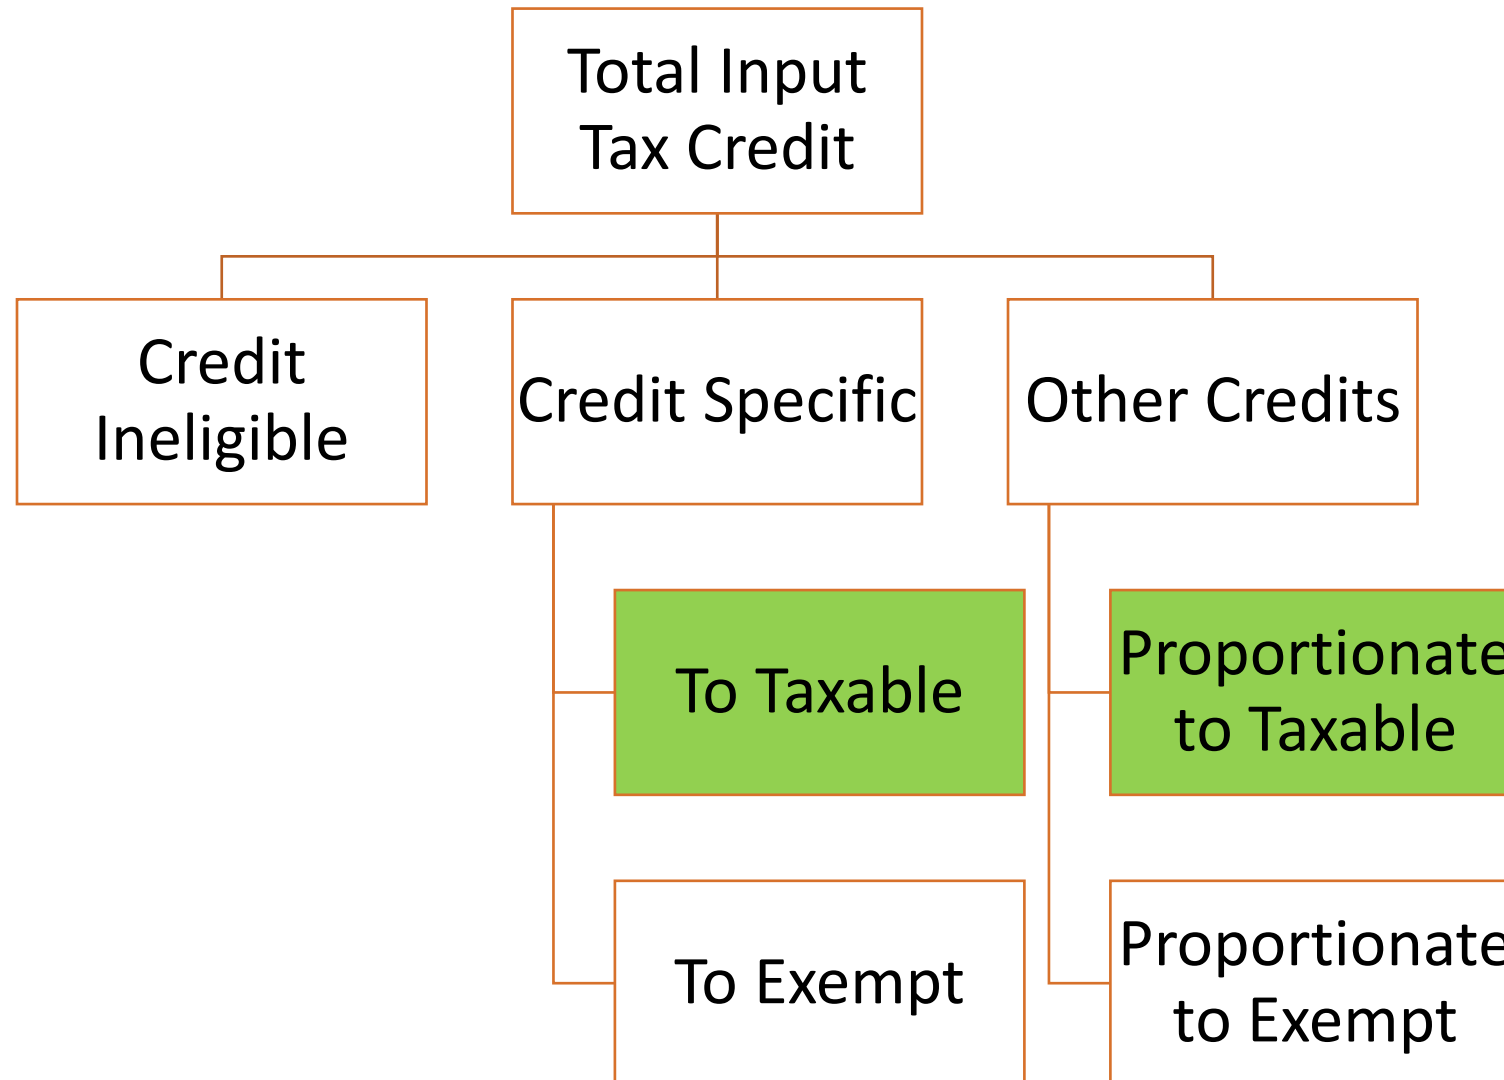 Total Input
Tax Credit
Credit
Ineligible
Credit Specific
Other Credits
To Taxable
Proportionate
to Taxable
To Exempt
Proportionate
to Exempt